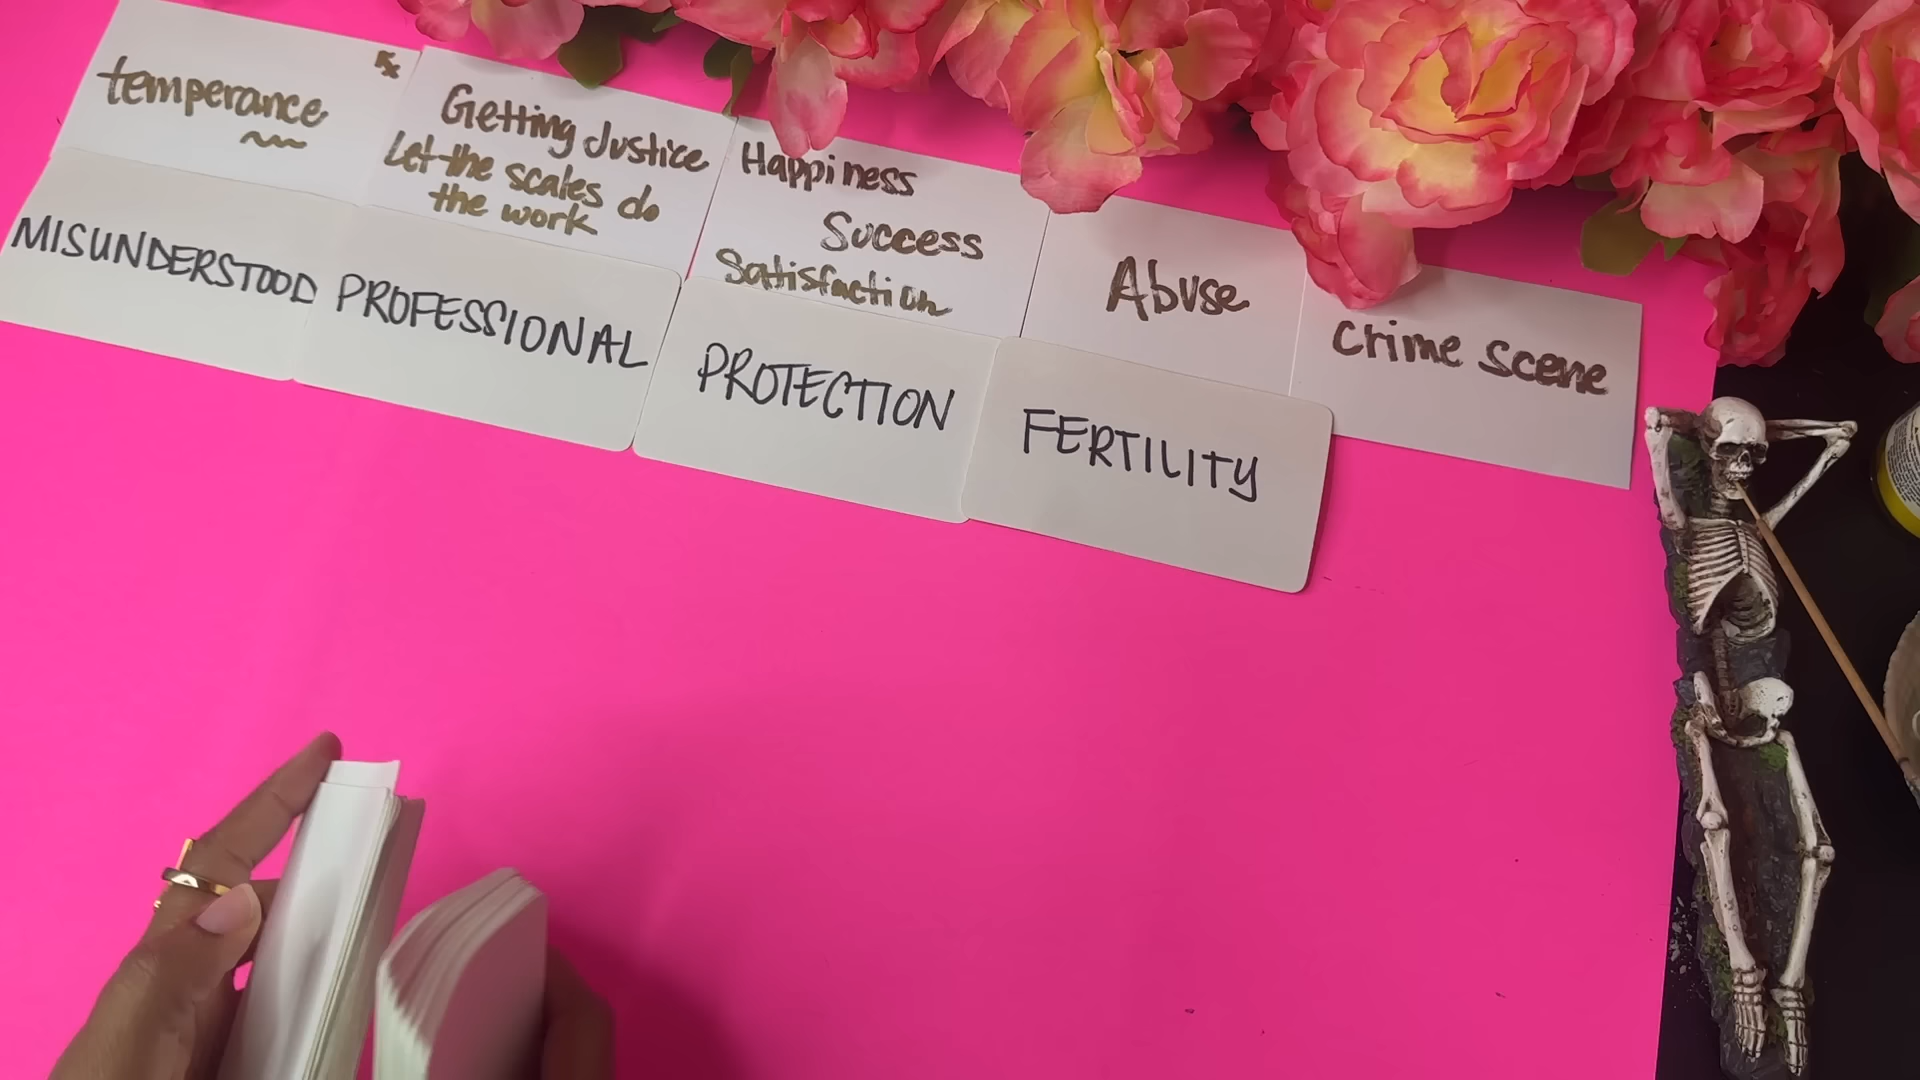 temperance
Rx
Getting Justice
Let the scales do
the work
Happiness
Success
Satisfaction
Abuse
Crime Scene
MISUNDERSTOOD
PROFESSIONAL
PROTECTION
FERTILITY